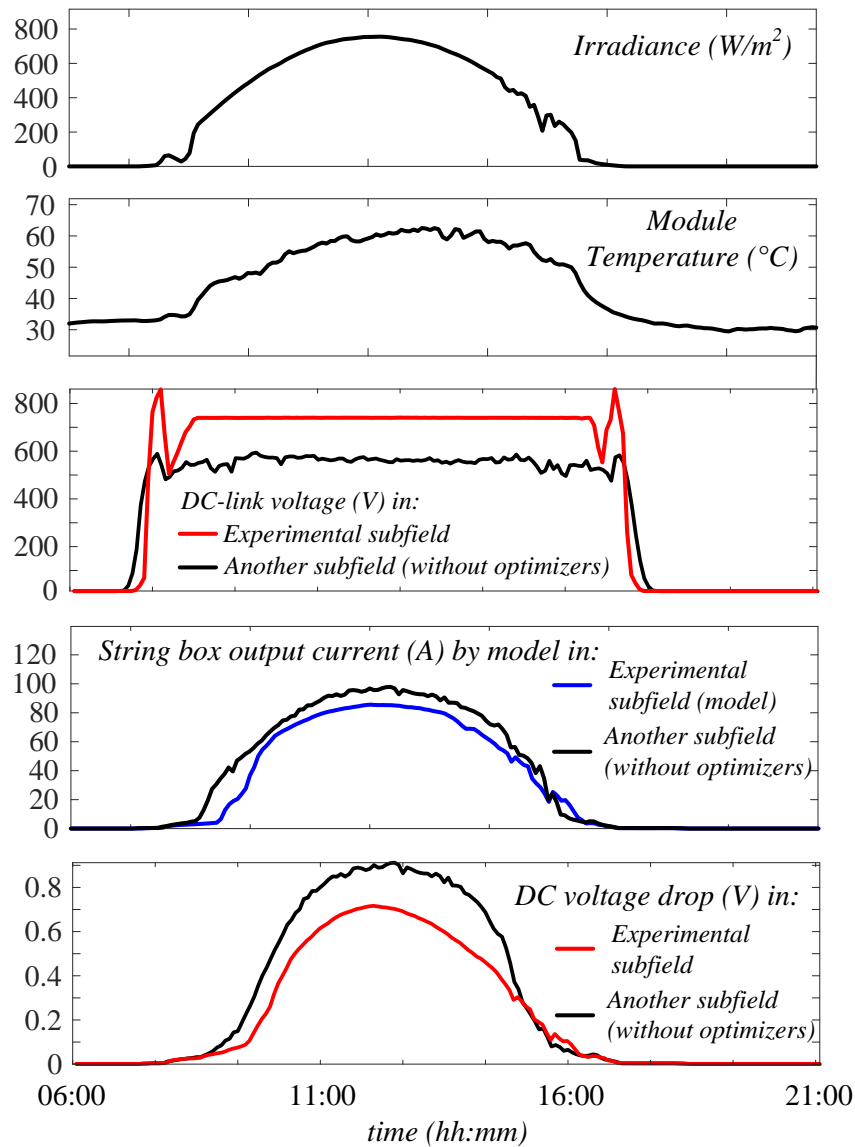 800
Irradiance (W/m²)
600
400
200
0
70
Module
Temperature (°C)
60
50
40
30
800
600
400
DC-link voltage (V) in:
Experimental subfield
200
Another subfield (without optimizers)
0
120
String box output current (A) by model in:
100
Experimental
subfield (model)
80
60
Another subfield
(without optimizers)
40
20
0
0.8
DC voltage drop (V) in:
0.6
Experimental
subfield
0.4
Another subfield
(without optimizers)
0.2
0
06:00 11:00 16:00 21:00
time (hh:mm)